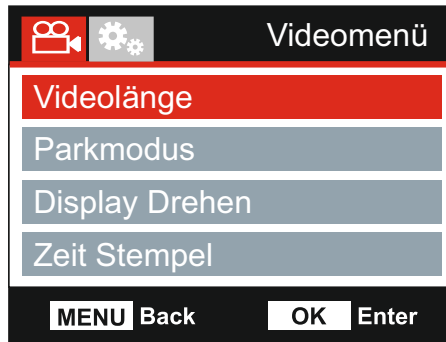 Videomenü
Videolänge
Parkmodus
Display Drehen
Zeit Stempel
MENU Back OK Enter